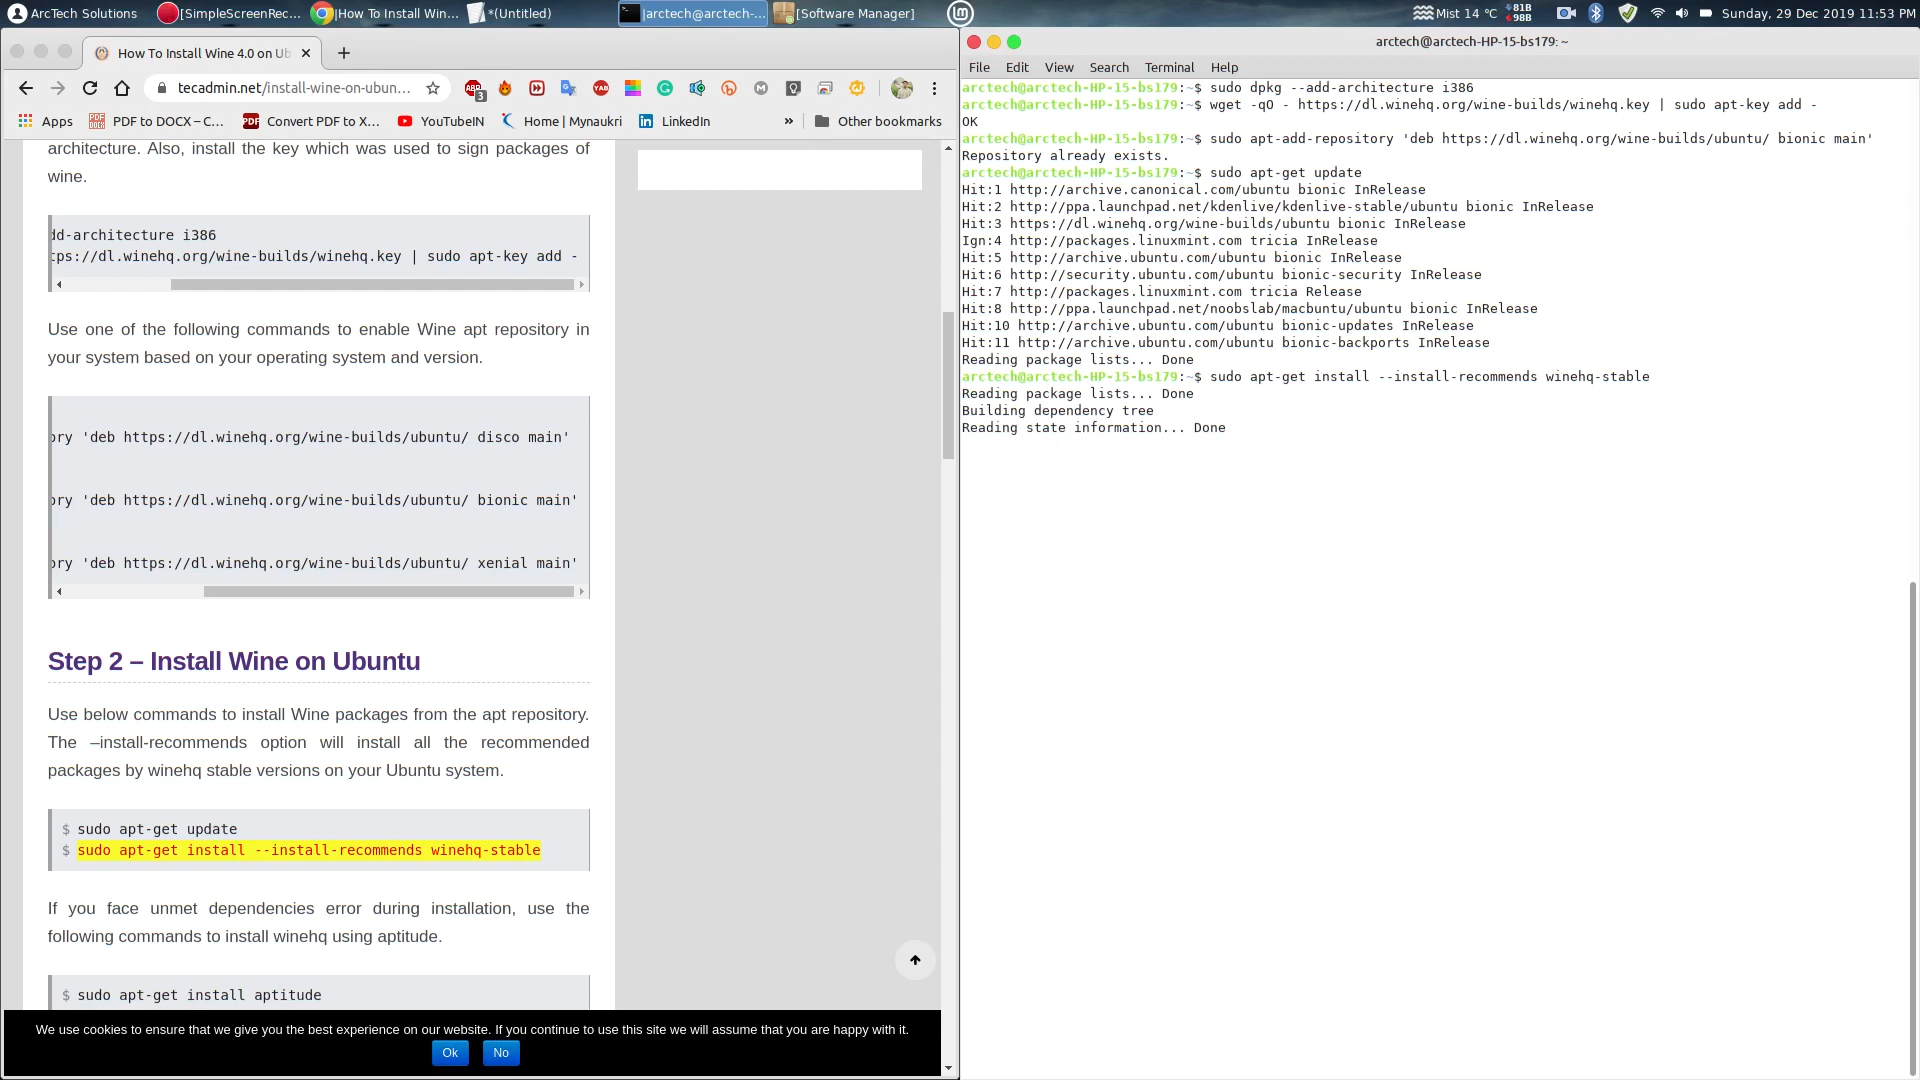 ArcTech Solutions
[SimpleScreenRec...
|How To Install Win...
*(Untitled)
|arctech@arctech-...
[Software Manager]
Mist 14 °C
81B
98B
Sunday, 29 Dec 2019 11:53 PM
How To Install Wine 4.0 on Ub
tecadmin.net/install-wine-on-ubun...
ABP
3
YAB
Apps
PDF to DOCX – C...
Convert PDF to X...
YouTubeIN
Home | Mynaukri
LinkedIn
»
Other bookmarks
architecture. Also, install the key which was used to sign packages of
wine.
dd-architecture i386
tps://dl.winehq.org/wine-builds/winehq.key | sudo apt-key add -
Use one of the following commands to enable Wine apt repository in
your system based on your operating system and version.
ory 'deb https://dl.winehq.org/wine-builds/ubuntu/ disco main'
ory 'deb https://dl.winehq.org/wine-builds/ubuntu/ bionic main'
ory 'deb https://dl.winehq.org/wine-builds/ubuntu/ xenial main'
Step 2 – Install Wine on Ubuntu
Use below commands to install Wine packages from the apt repository.
The –install-recommends option will install all the recommended
packages by winehq stable versions on your Ubuntu system.
$ sudo apt-get update
$ sudo apt-get install --install-recommends winehq-stable
If you face unmet dependencies error during installation, use the
following commands to install winehq using aptitude.
$ sudo apt-get install aptitude
We use cookies to ensure that we give you the best experience on our website. If you continue to use this site we will assume that you are happy with it.
Ok
No
arctech@arctech-HP-15-bs179: ~
File Edit View Search Terminal Help
arctech@arctech-HP-15-bs179:~$ sudo dpkg --add-architecture i386
arctech@arctech-HP-15-bs179:~$ wget -qO - https://dl.winehq.org/wine-builds/winehq.key | sudo apt-key add -
OK
arctech@arctech-HP-15-bs179:~$ sudo apt-add-repository 'deb https://dl.winehq.org/wine-builds/ubuntu/ bionic main'
Repository already exists.
arctech@arctech-HP-15-bs179:~$ sudo apt-get update
Hit:1 http://archive.canonical.com/ubuntu bionic InRelease
Hit:2 http://ppa.launchpad.net/kdenlive/kdenlive-stable/ubuntu bionic InRelease
Hit:3 https://dl.winehq.org/wine-builds/ubuntu bionic InRelease
Ign:4 http://packages.linuxmint.com tricia InRelease
Hit:5 http://archive.ubuntu.com/ubuntu bionic InRelease
Hit:6 http://security.ubuntu.com/ubuntu bionic-security InRelease
Hit:7 http://packages.linuxmint.com tricia Release
Hit:8 http://ppa.launchpad.net/noobslab/macbuntu/ubuntu bionic InRelease
Hit:10 http://archive.ubuntu.com/ubuntu bionic-updates InRelease
Hit:11 http://archive.ubuntu.com/ubuntu bionic-backports InRelease
Reading package lists... Done
arctech@arctech-HP-15-bs179:~$ sudo apt-get install --install-recommends winehq-stable
Reading package lists... Done
Building dependency tree
Reading state information... Done